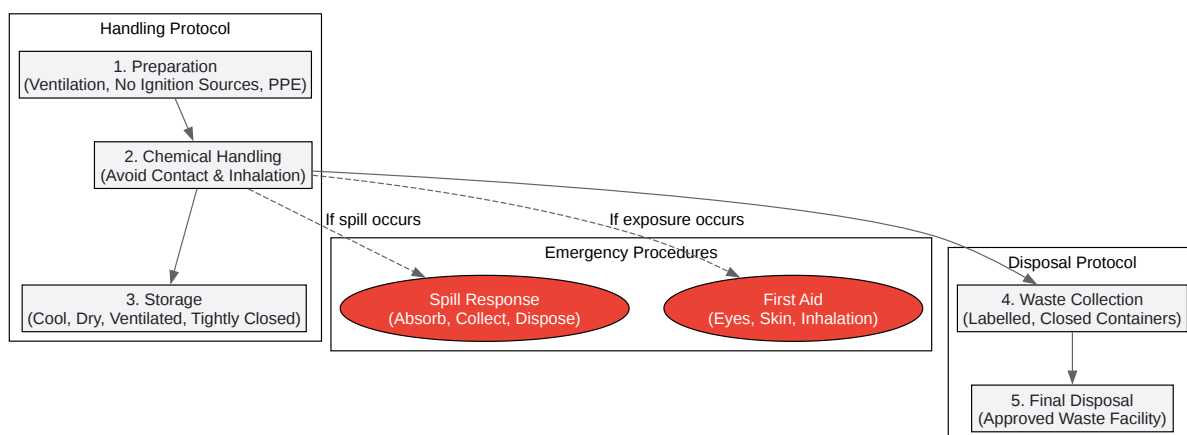 Handling Protocol
1. Preparation
(Ventilation, No Ignition Sources, PPE)
2. Chemical Handling
(Avoid Contact & Inhalation)
If spill occurs
If exposure occurs
3. Storage
(Cool, Dry, Ventilated, Tightly Closed)
Emergency Procedures
Spill Response
(Absorb, Collect, Dispose)
First Aid
(Eyes, Skin, Inhalation)
Disposal Protocol
4. Waste Collection
(Labelled, Closed Containers)
5. Final Disposal
(Approved Waste Facility)